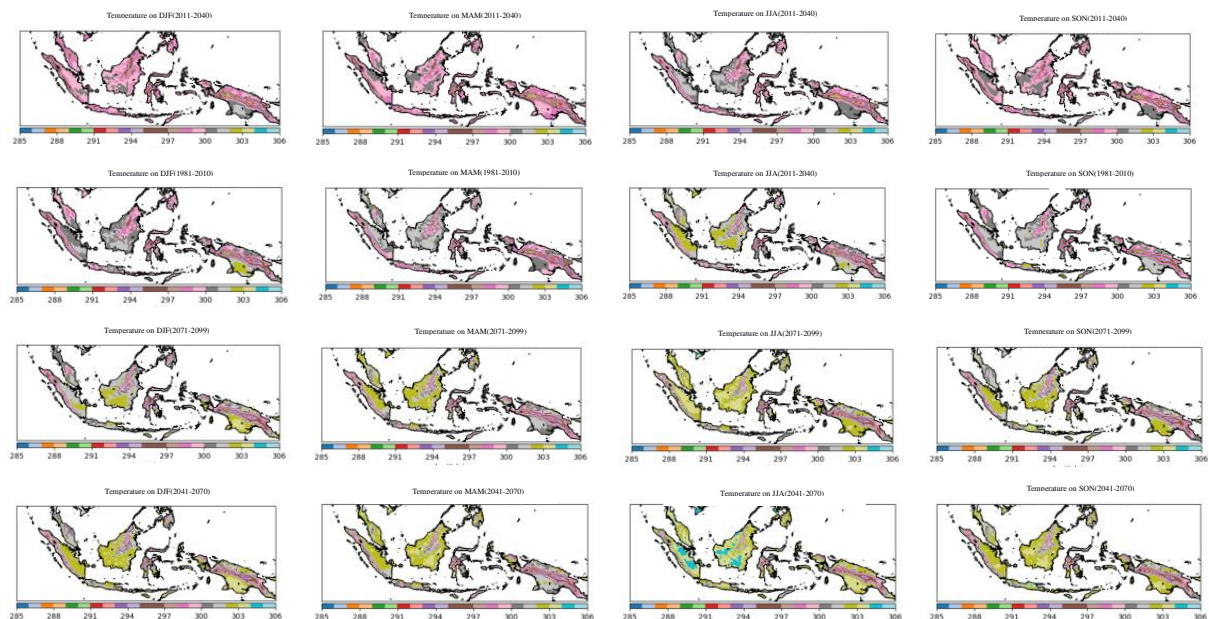 Temperature on DJF(2011-2040)
Temperature on MAM(2011-2040)
Temperature on JJA(2011-2040)
Temperature on SON(2011-2040)
285 288 291 294 297 300 303 306
285 288 291 294 297 300 303 306
285 288 291 294 297 300 303 306
285 288 291 294 297 300 303 306
Temperature on DJF(1981-2010)
Temperature on MAM(1981-2010)
Temperature on JJA(2011-2040)
Temperature on SON(1981-2010)
285 288 291 294 297 300 303 306
285 288 291 294 297 300 303 306
285 288 291 294 297 300 303 306
285 288 291 294 297 300 303 306
Temperature on DJF(2071-2099)
Temperature on MAM(2071-2099)
Temperature on JJA(2071-2099)
Temperature on SON(2071-2099)
285 288 291 294 297 300 303 306
285 288 291 294 297 300 303 306
285 288 291 294 297 300 303 306
285 288 291 294 297 300 303 306
Temperature on DJF(2041-2070)
Temperature on MAM(2041-2070)
Temperature on JJA(2041-2070)
Temperature on SON(2041-2070)
285 288 291 294 297 300 303 306
285 288 291 294 297 300 303 306
285 288 291 294 297 300 303 306
285 288 291 294 297 300 303 306